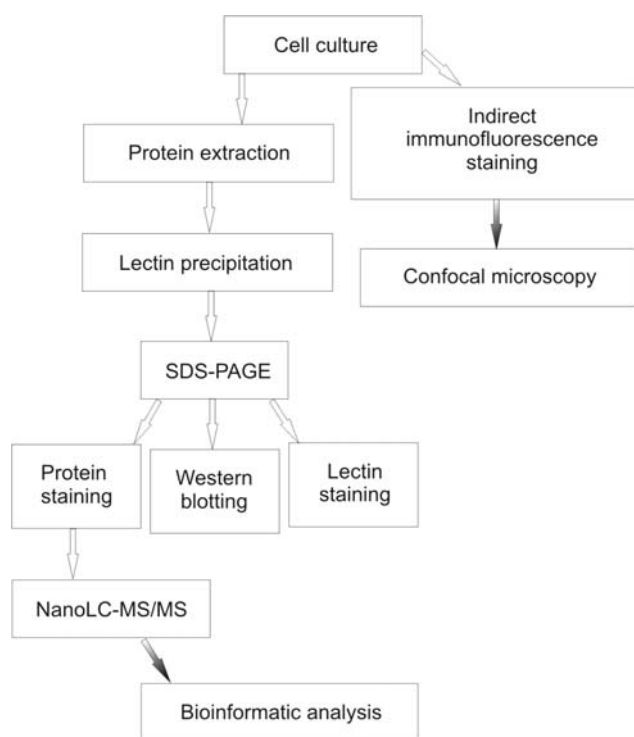 Cell culture
Indirect
immunofluorescence
staining
Protein extraction
Lectin precipitation
Confocal microscopy
SDS-PAGE
Protein
staining
Western
blotting
Lectin
staining
NanoLC-MS/MS
Bioinformatic analysis